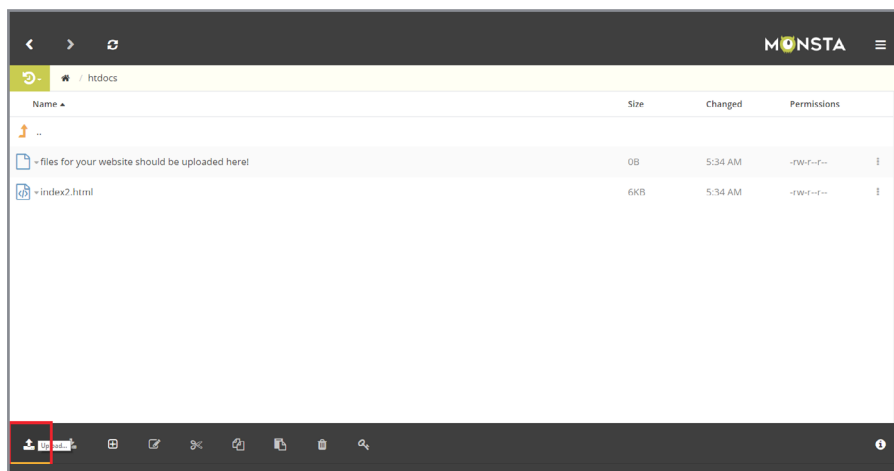 MONSTA
/ htdocs
Name Size Changed Permissions
..
files for your website should be uploaded here! 0B 5:34 AM -rw-r--r--
index2.html 6KB 5:34 AM -rw-r--r--
Upload...